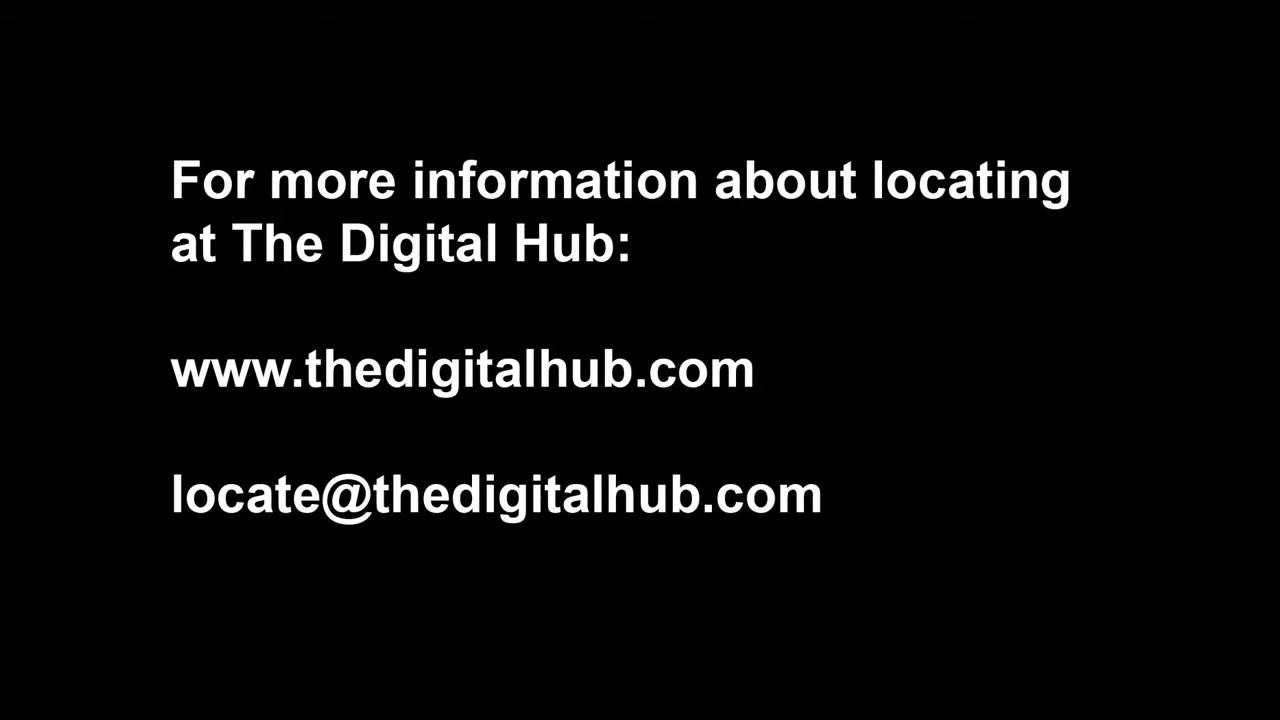 For more information about locating
at The Digital Hub:
www.thedigitalhub.com
locate@thedigitalhub.com